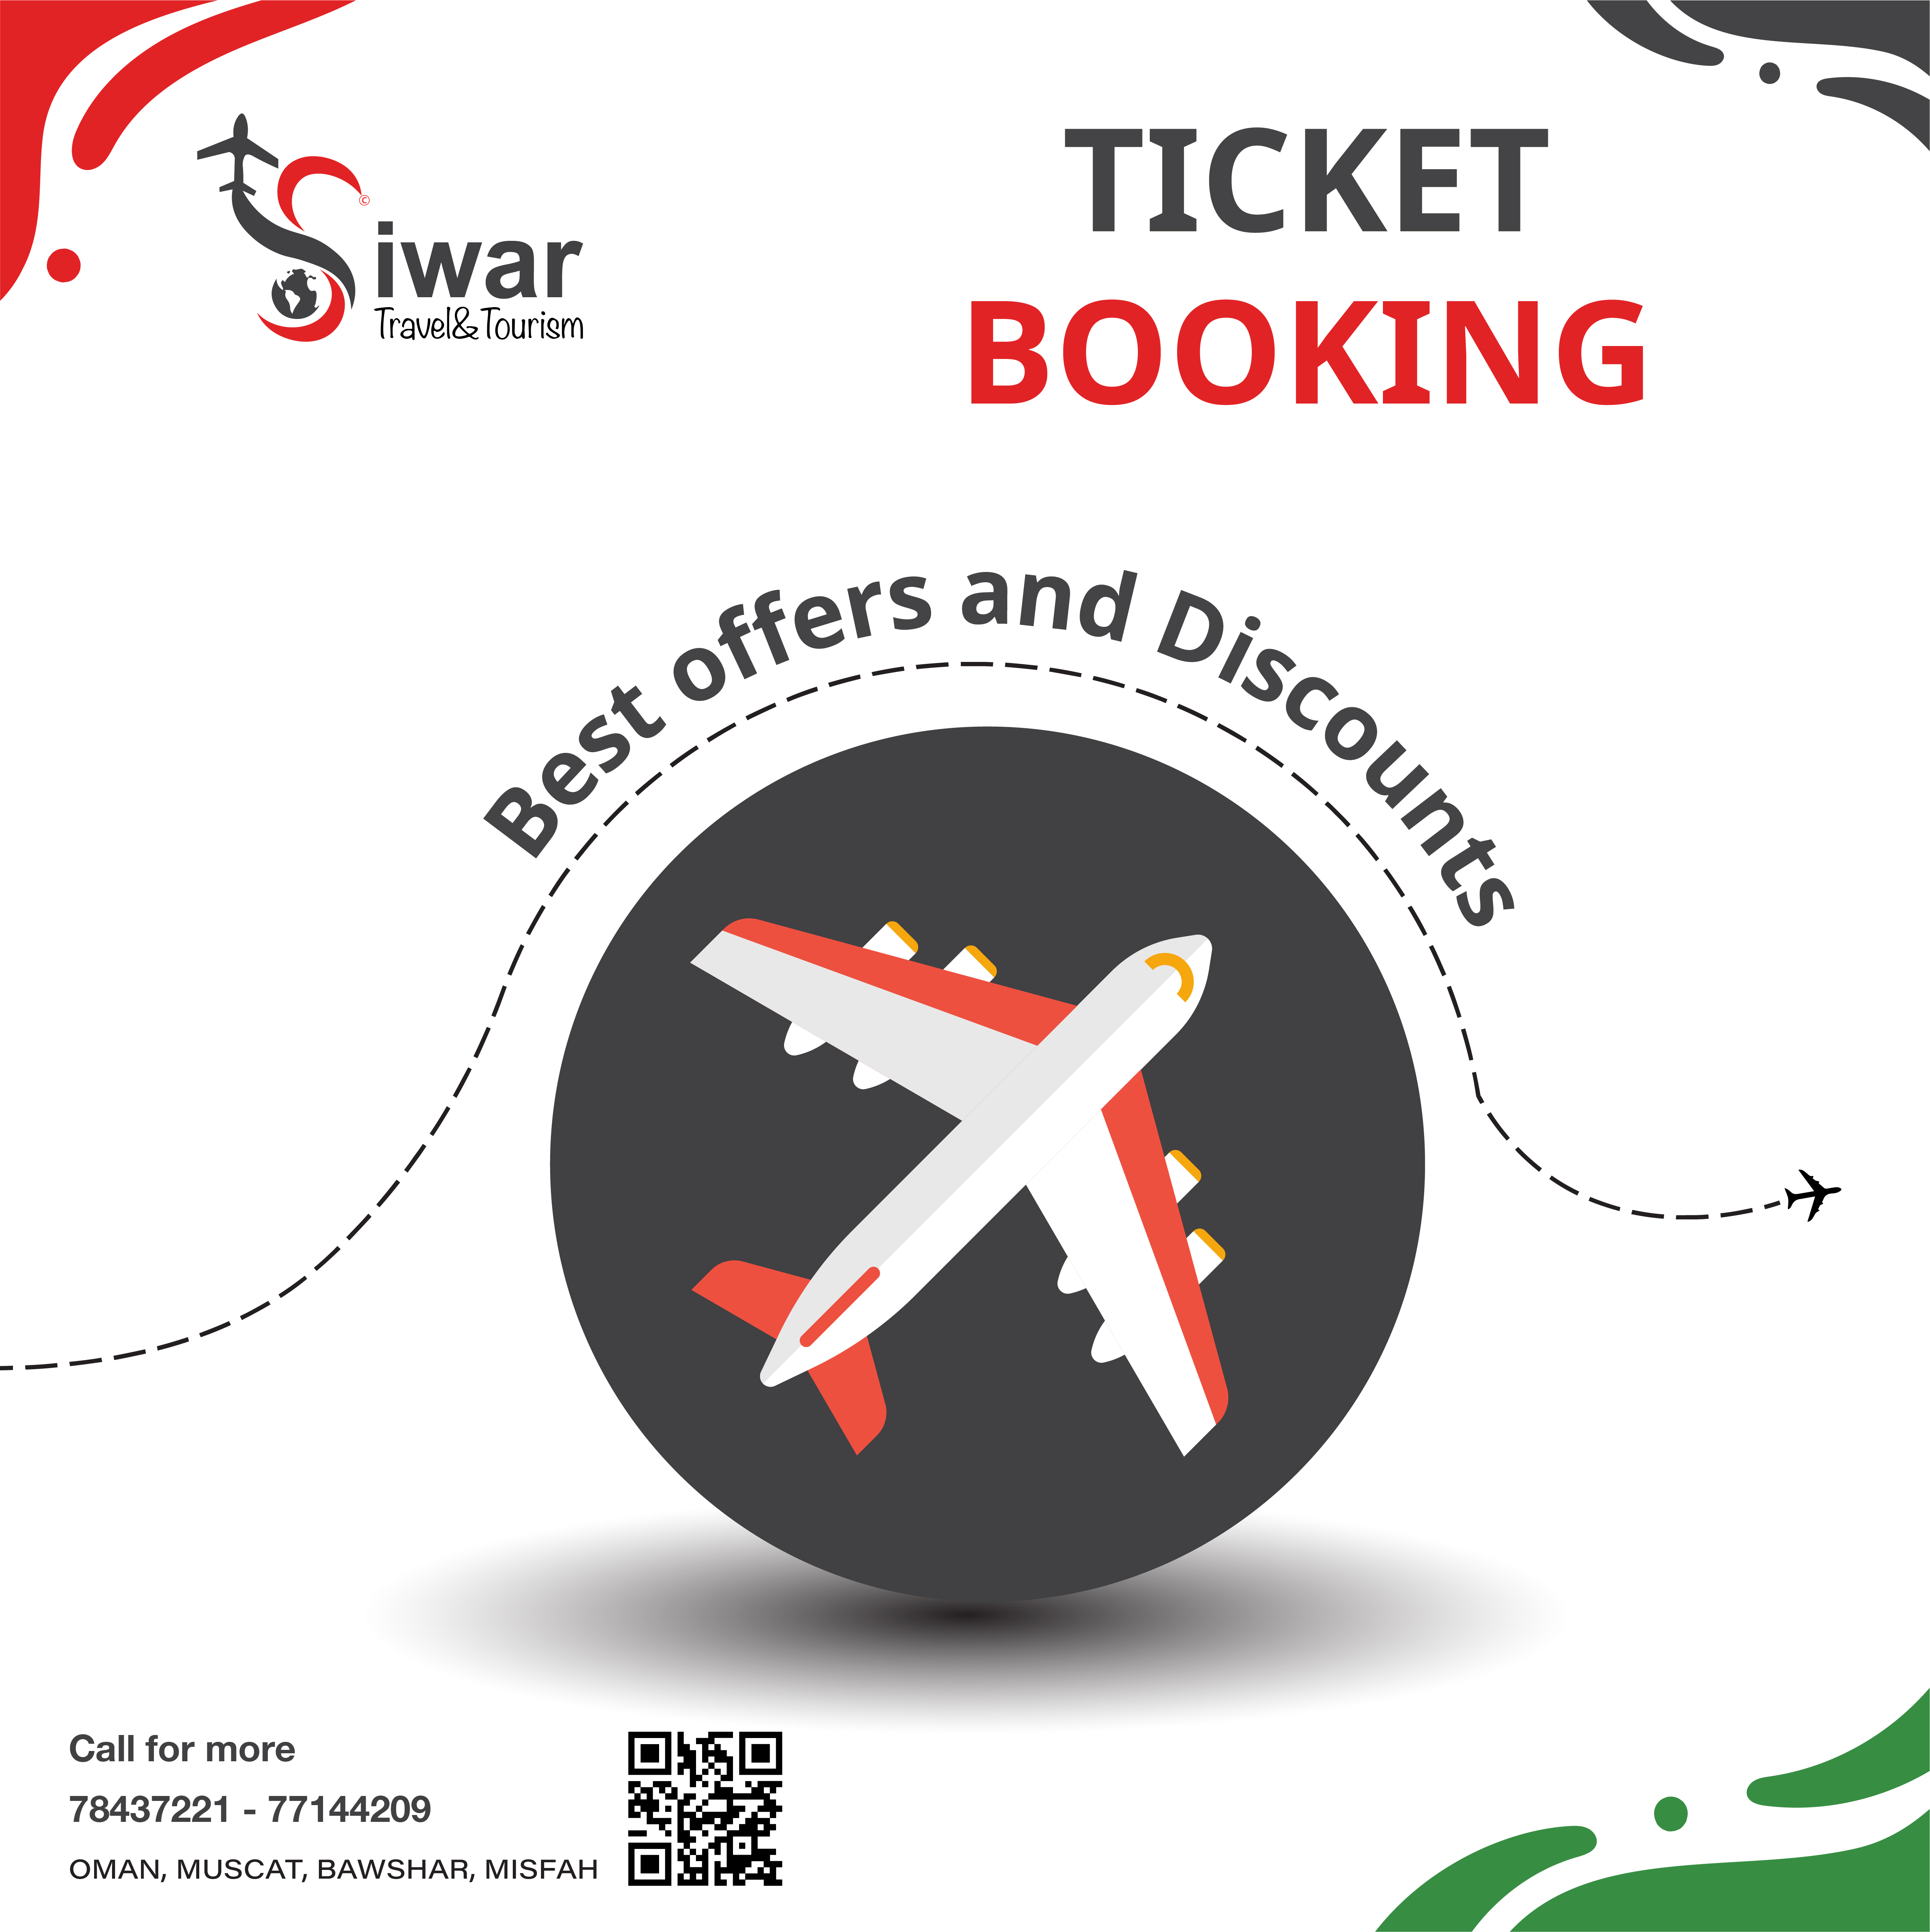 Siwar
©
Travel & Tourism
TICKET
BOOKING
Best offers and Discounts
Call for more
78437221 - 77144209
OMAN, MUSCAT, BAWSHAR, MISFAH